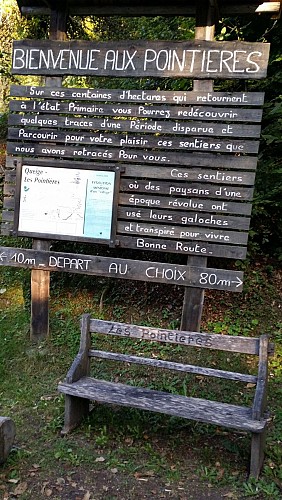 BIENVENUE AUX POINTIERES
Sur ces centaines d'hectares qui retournent
à l'état Primaire vous Pourrez redécouvrir
quelques traces d'une Période disparue et
Parcourir pour votre plaisir ces sentiers que
nous avons retracés Pour vous.
Queige -
Les Pointières
Ces sentiers
où des paysans d'une
époque révolue ont
usé leurs galoches
et transpiré pour vivre
Bonne Route-
10m DEPART AU CHOIX 80m
Les Pointières